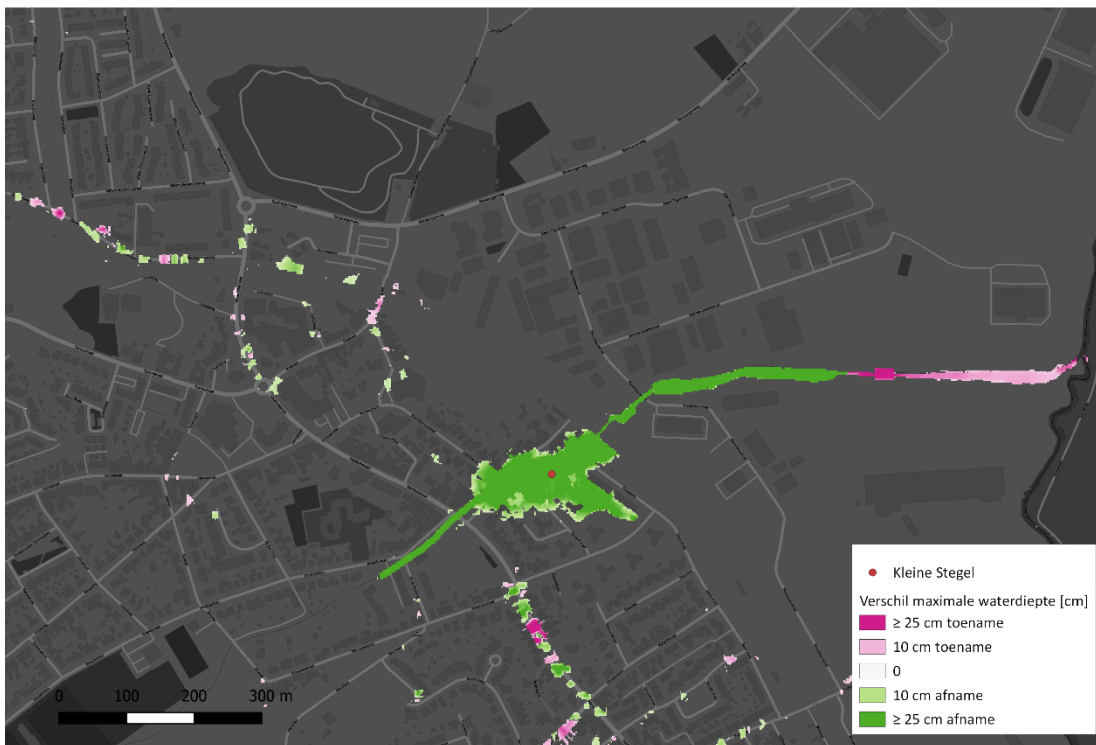 Kleine Stegel
Verschil maximale waterdiepte [cm]
≥ 25 cm toename
10 cm toename
0
10 cm afname
≥ 25 cm afname
0 100 200 300 m